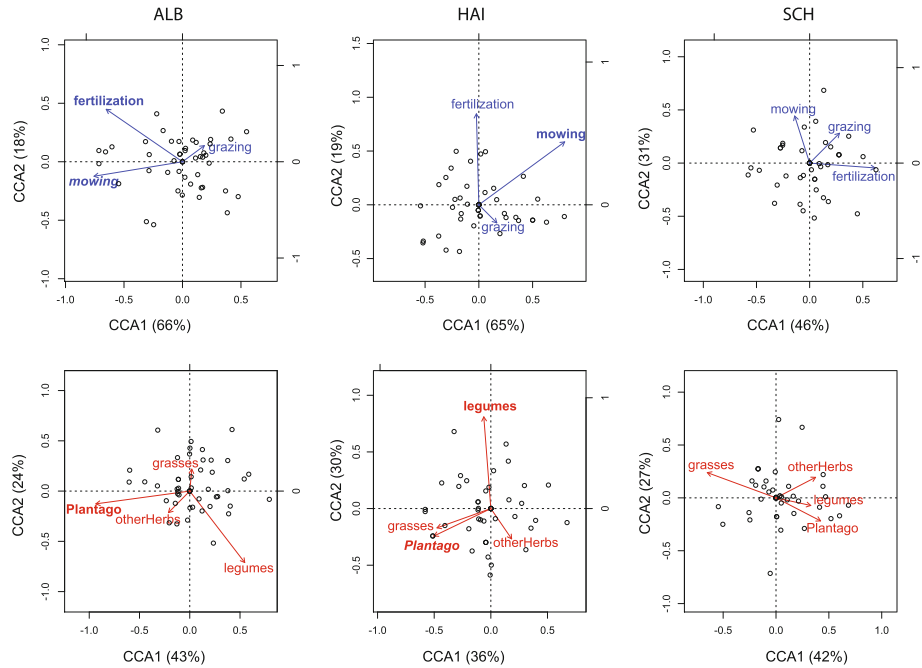 ALB HAI SCH
1.0
0.5
0.0
-0.5
-1.0
CCA2 (18%)
fertilization
grazing
mowing
1
0
-1
-1.0 -0.5 0.0 0.5
CCA1 (66%)
1.5
1.0
0.5
0.0
-0.5
CCA2 (19%)
fertilization
mowing
grazing
1
0
-0.5 0.0 0.5 1.0
CCA1 (65%)
1.0
0.5
0.0
-0.5
-1.0
CCA2 (31%)
mowing
grazing
fertilization
1
0
-1
-1.0 -0.5 0.0 0.5 1.0
CCA1 (46%)
1.0
0.5
0.0
-0.5
-1.0
CCA2 (24%)
grasses
Plantago
otherHerbs
legumes
0
-1.0 -0.5 0.0 0.5
CCA1 (43%)
1.0
0.5
0.0
-0.5
CCA2 (30%)
legumes
grasses
Plantago
otherHerbs
1
0
-1.0 -0.5 0.0 0.5
CCA1 (36%)
1.0
0.5
0.0
-0.5
-1.0
CCA2 (27%)
grasses
otherHerbs
legumes
Plantago
-0.5 0.0 0.5 1.0
CCA1 (42%)